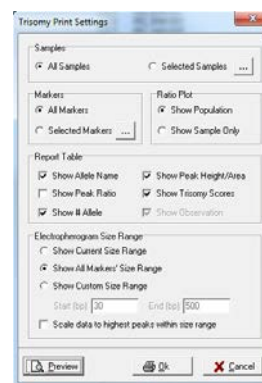 Trisomy Print Settings
Samples
All Samples
Selected Samples ...
Markers
All Markers
Selected Markers ...
Ratio Plot
Show Population
Show Sample Only
Report Table
Show Allele Name
Show Peak Height/Area
Show Peak Ratio
Show Trisomy Scores
Show # Allele
Show Observation
Electropherogram Size Range
Show Current Size Range
Show All Markers' Size Range
Show Custom Size Range
Start (bp) 30
End (bp) 500
Scale data to highest peaks within size range
Preview
Ok
Cancel